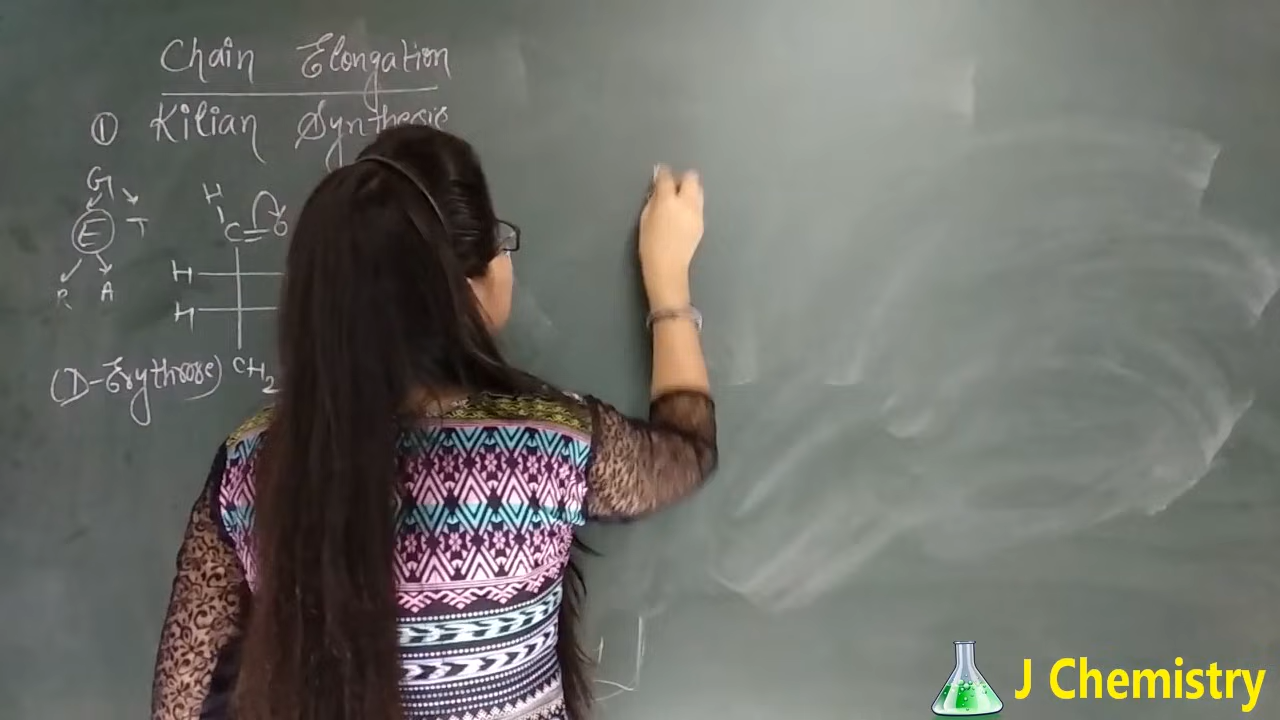 Chain Elongation
① Kilian Synthesis
G
E T
R A
H
C O
H
H
CH2
(D-Erythrose)
J Chemistry